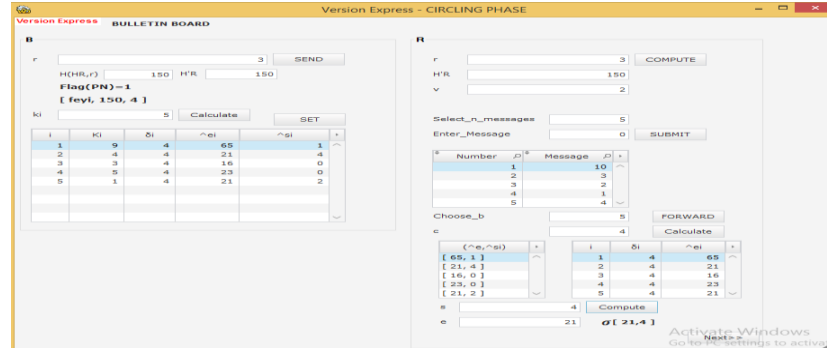 Version Express - CIRCLING PHASE
Version Express BULLETIN BOARD
B
r 3 SEND
H(HR,r) 150 H'R 150
Flag(PN)=1
[ feyi, 150, 4 ]
ki 5 Calculate SET
i Ki δi ^ei ^si
1 9 4 65 1
2 4 4 21 4
3 3 4 16 0
4 5 4 23 0
5 1 4 21 2
R
r 3 COMPUTE
H'R 150
v 2
Select_n_messages 5
Enter_Message 0 SUBMIT
Number Message
1 10
2 3
3 2
4 1
5 4
Choose_b 5 FORWARD
c 4 Calculate
(^e,^si)
[ 65, 1 ]
[ 21, 4 ]
[ 16, 0 ]
[ 23, 0 ]
[ 21, 2 ]
i δi ^ei
1 4 65
2 4 21
3 4 16
4 4 23
5 4 21
s 4 Compute
e 21 σ[ 21,4 ]
Activate Windows
Go to PC settings to activa
Next>>